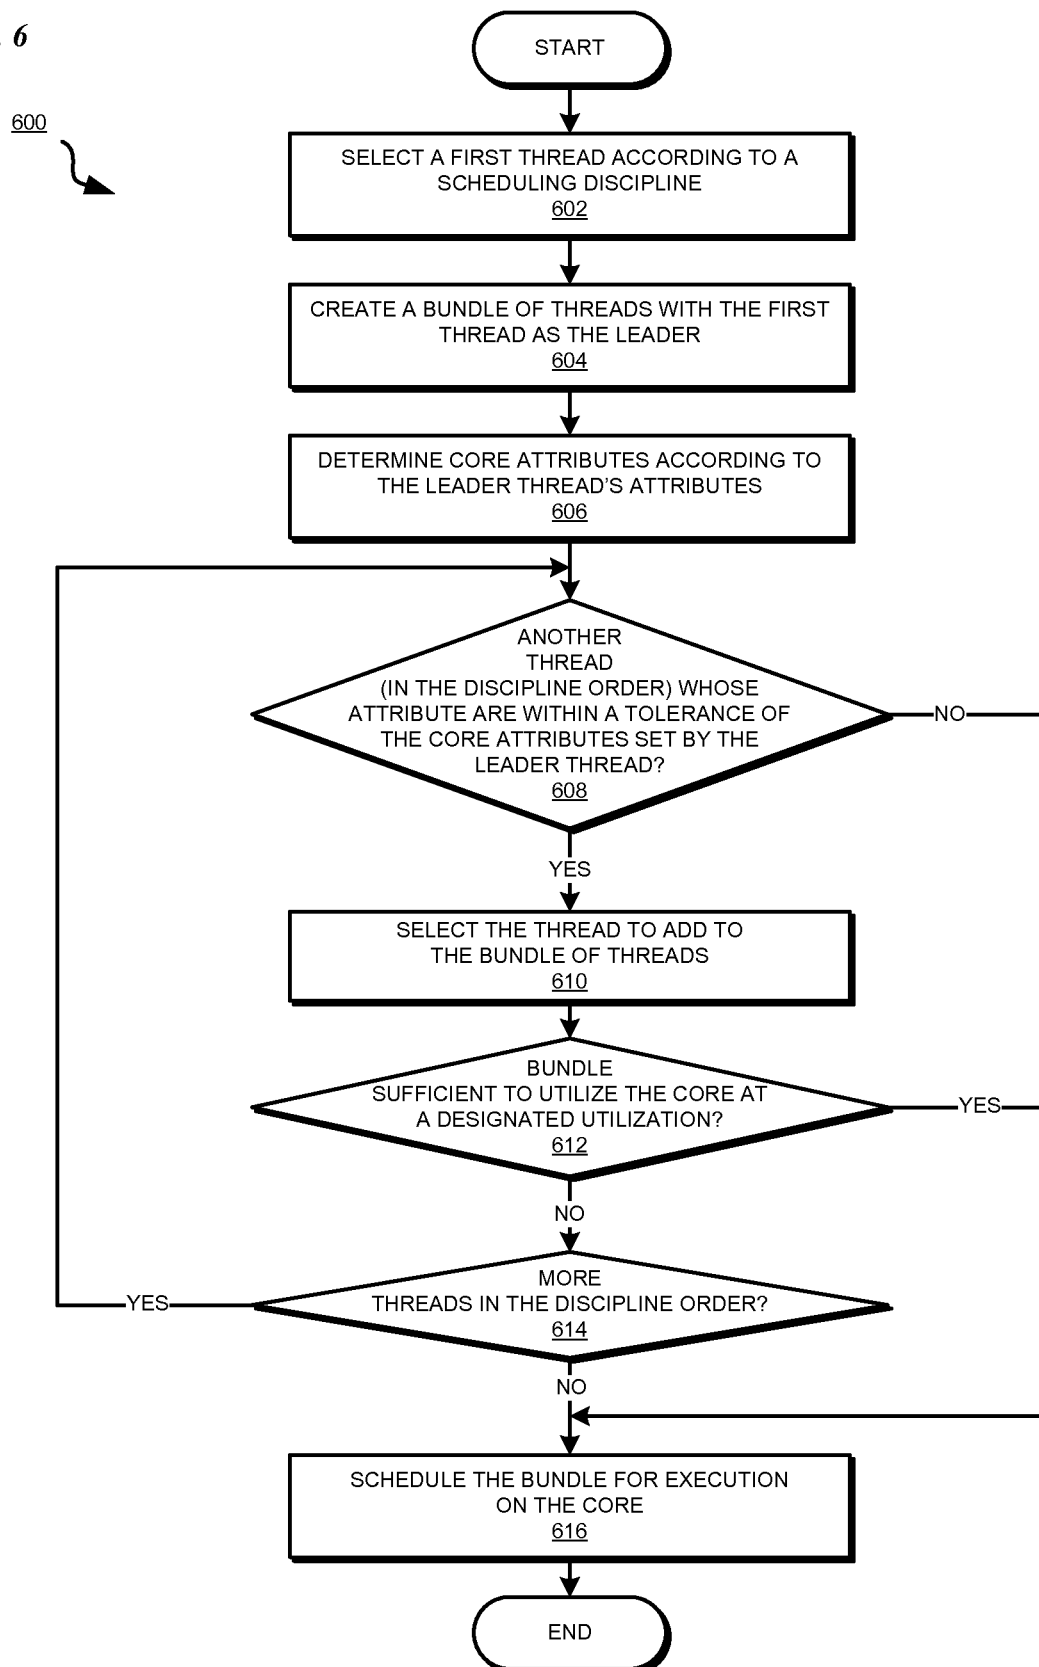 . 6
600
START
SELECT A FIRST THREAD ACCORDING TO A
SCHEDULING DISCIPLINE
602
CREATE A BUNDLE OF THREADS WITH THE FIRST
THREAD AS THE LEADER
604
DETERMINE CORE ATTRIBUTES ACCORDING TO
THE LEADER THREAD'S ATTRIBUTES
606
ANOTHER
THREAD
(IN THE DISCIPLINE ORDER) WHOSE
ATTRIBUTE ARE WITHIN A TOLERANCE OF
THE CORE ATTRIBUTES SET BY THE
LEADER THREAD?
608
NO
YES
SELECT THE THREAD TO ADD TO
THE BUNDLE OF THREADS
610
BUNDLE
SUFFICIENT TO UTILIZE THE CORE AT
A DESIGNATED UTILIZATION?
612
YES
NO
MORE
THREADS IN THE DISCIPLINE ORDER?
614
YES
NO
SCHEDULE THE BUNDLE FOR EXECUTION
ON THE CORE
616
END